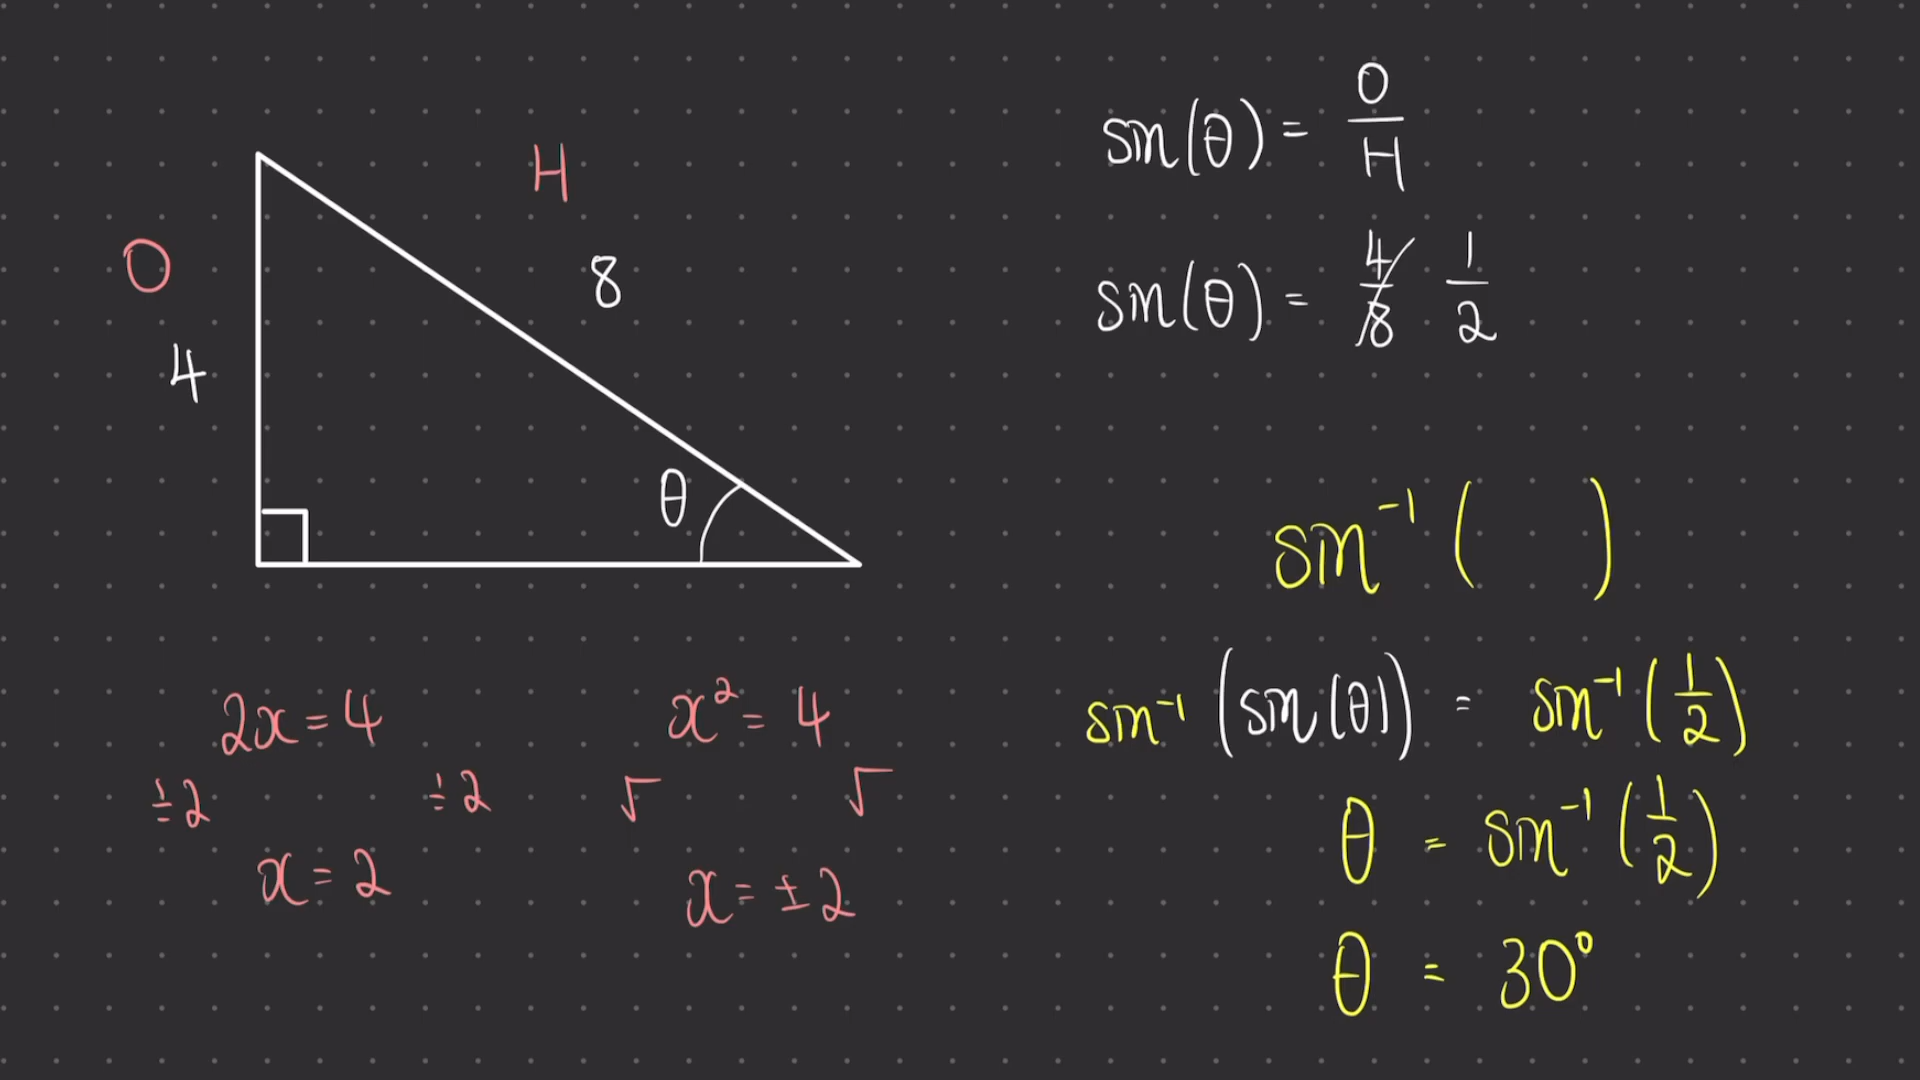 H
O
8
4
θ
2x = 4
÷2 ÷2
x = 2
x² = 4
√ √
x = ±2
sin(θ) = O/H
sin(θ) = 4/8 1/2
sin⁻¹( )
sin⁻¹(sin(θ)) = sin⁻¹(1/2)
θ = sin⁻¹(1/2)
θ = 30°